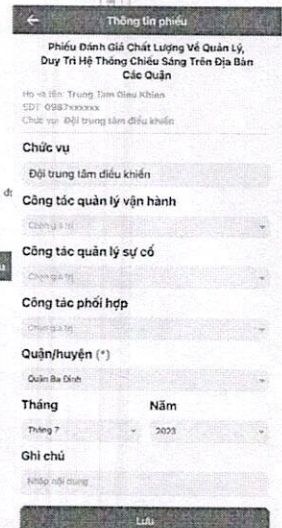 Thông tin phiếu
Phiếu Đánh Giá Chất Lượng Về Quản Lý,
Duy Trì Hệ Thống Chiếu Sáng Trên Địa Bàn
Các Quận
Họ và tên: Trung Tam Dieu Khien
SĐT: 0987xxxxxx
Chức vụ: Đội trung tâm điều khiển
Chức vụ
Đội trung tâm điều khiển
Công tác quản lý vận hành
Chọn giá trị
Công tác quản lý sự cố
Chọn giá trị
Công tác phối hợp
Chọn giá trị
Quận/huyện (*)
Quận Ba Đình
Tháng Năm
Tháng 7 2023
Ghi chú
Nhập nội dung
Lưu